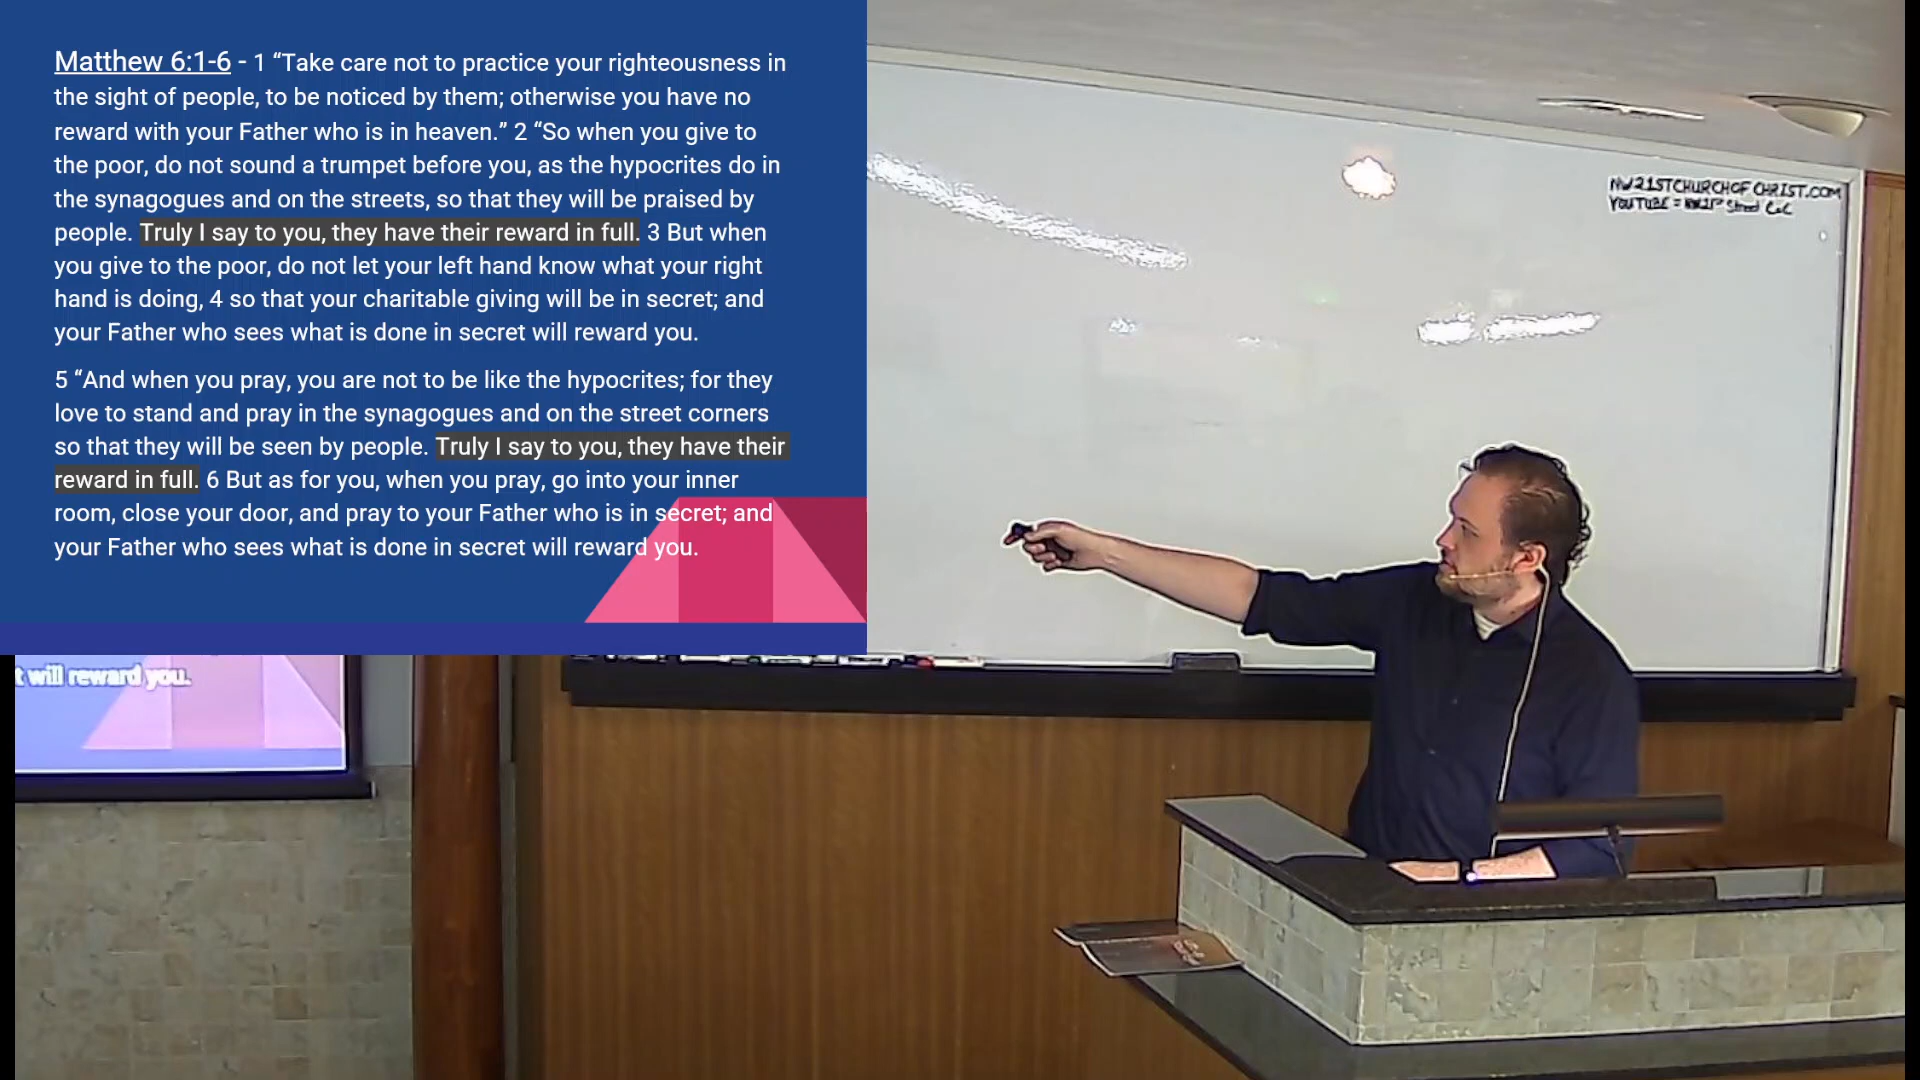 Matthew 6:1-6 - 1 “Take care not to practice your righteousness in
the sight of people, to be noticed by them; otherwise you have no
reward with your Father who is in heaven.” 2 “So when you give to
the poor, do not sound a trumpet before you, as the hypocrites do in
the synagogues and on the streets, so that they will be praised by
people. Truly I say to you, they have their reward in full. 3 But when
you give to the poor, do not let your left hand know what your right
hand is doing, 4 so that your charitable giving will be in secret; and
your Father who sees what is done in secret will reward you.
5 “And when you pray, you are not to be like the hypocrites; for they
love to stand and pray in the synagogues and on the street corners
so that they will be seen by people. Truly I say to you, they have their
reward in full. 6 But as for you, when you pray, go into your inner
room, close your door, and pray to your Father who is in secret; and
your Father who sees what is done in secret will reward you.
NW21STCHURCHOFCHRIST.COM
YOUTUBE = NW21st Street CoC
t will reward you.